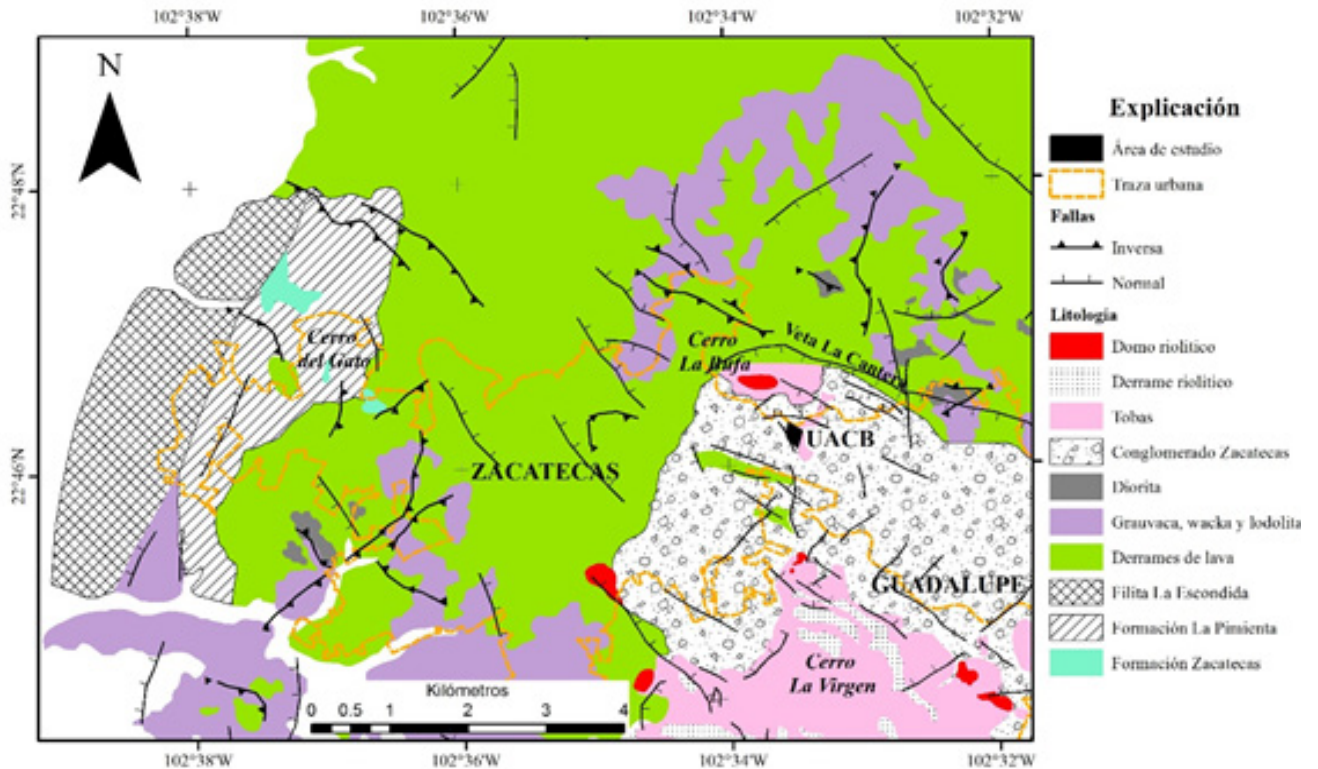 102°38'W 102°36'W 102°34'W 102°32'W
N
22°48'N
22°46'N
Cerro
del Gato
Cerro
La Bufa
Veta La Cantera
UACB
ZACATECAS
GUADALUPE
Cerro
La Virgen
Kilómetros
0 0.5 1 2 3 4
102°38'W 102°36'W 102°34'W 102°32'W
Explicación
Área de estudio
Traza urbana
Fallas
Inversa
Normal
Litología
Domo riolítico
Derrame riolítico
Tobas
Conglomerado Zacatecas
Diorita
Grauvaca, wacka y lodolita
Derrames de lava
Filita La Escondida
Formación La Pimienta
Formación Zacatecas